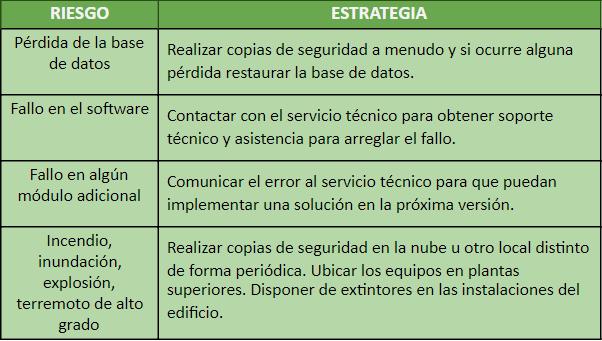 RIESGO
ESTRATEGIA
Pérdida de la base
de datos
Realizar copias de seguridad a menudo y si ocurre alguna
pérdida restaurar la base de datos.
Fallo en el software
Contactar con el servicio técnico para obtener soporte
técnico y asistencia para arreglar el fallo.
Fallo en algún
módulo adicional
Comunicar el error al servicio técnico para que puedan
implementar una solución en la próxima versión.
Incendio,
inundación,
explosión,
terremoto de alto
grado
Realizar copias de seguridad en la nube u otro local distinto
de forma periódica. Ubicar los equipos en plantas
superiores. Disponer de extintores en las instalaciones del
edificio.